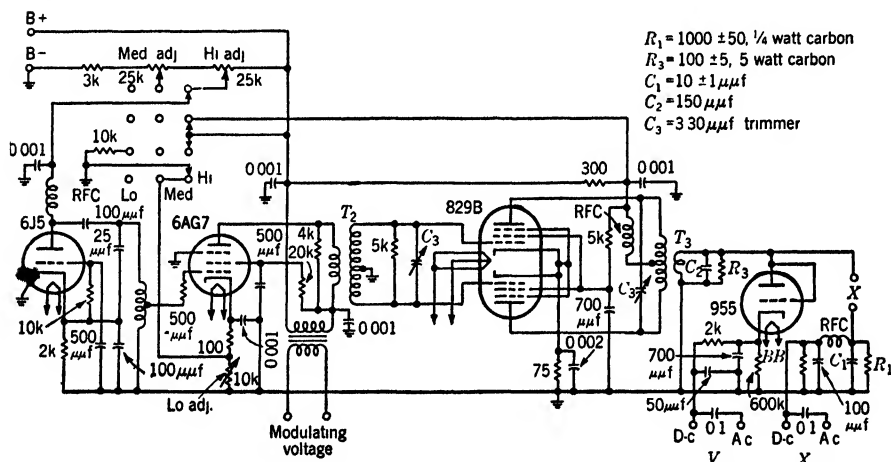 B+
B-
Med adj
Hi adj
3k
25k
25k
R₁ = 1000 ±50, ¼ watt carbon
R₃ = 100 ±5, 5 watt carbon
C₁ = 10 ±1 μμf
C₂ = 150 μμf
C₃ = 3 30 μμf trimmer
10k
0 001
RFC
Lo
Med
Hi
0 001
300
0 001
6J5
100 μμf
25 μμf
6AG7
500 μμf
4k
20k
T₂
5k
C₃
829B
RFC
5k
T₃
C₂
R₃
C₃
955
X
10k
2k
500 μμf
100 μμf
500 μμf
100
10k
0 001
Lo adj.
0 001
700 μμf
0 002
75
2k
700 μμf
50 μμf
BB
600k
RFC
C₁
R₁
100 μμf
Modulating voltage
D-c
0 1
A c
D-c
0 1
A c
V
X